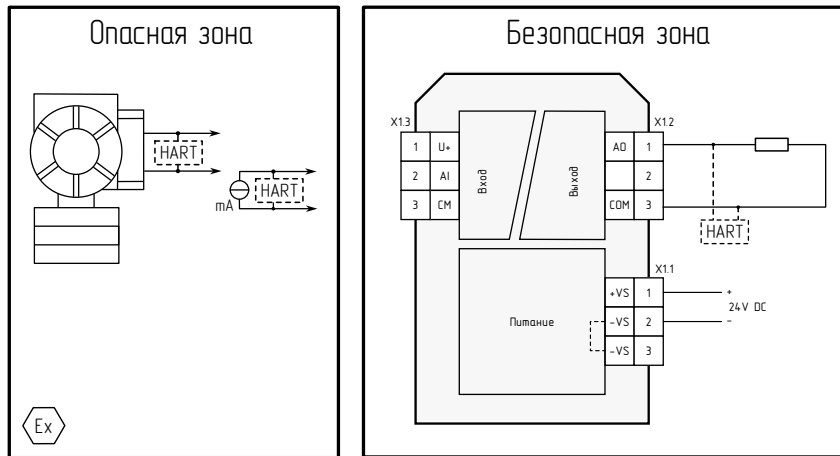 Опасная зона
HART
HART
mA
Ex
Безопасная зона
X1.3
1 U+
2 AI
3 CM
Вход
Выход
X1.2
AO 1
2
COM 3
HART
Питание
X1.1
+VS 1
-VS 2
-VS 3
+
24V DC
-